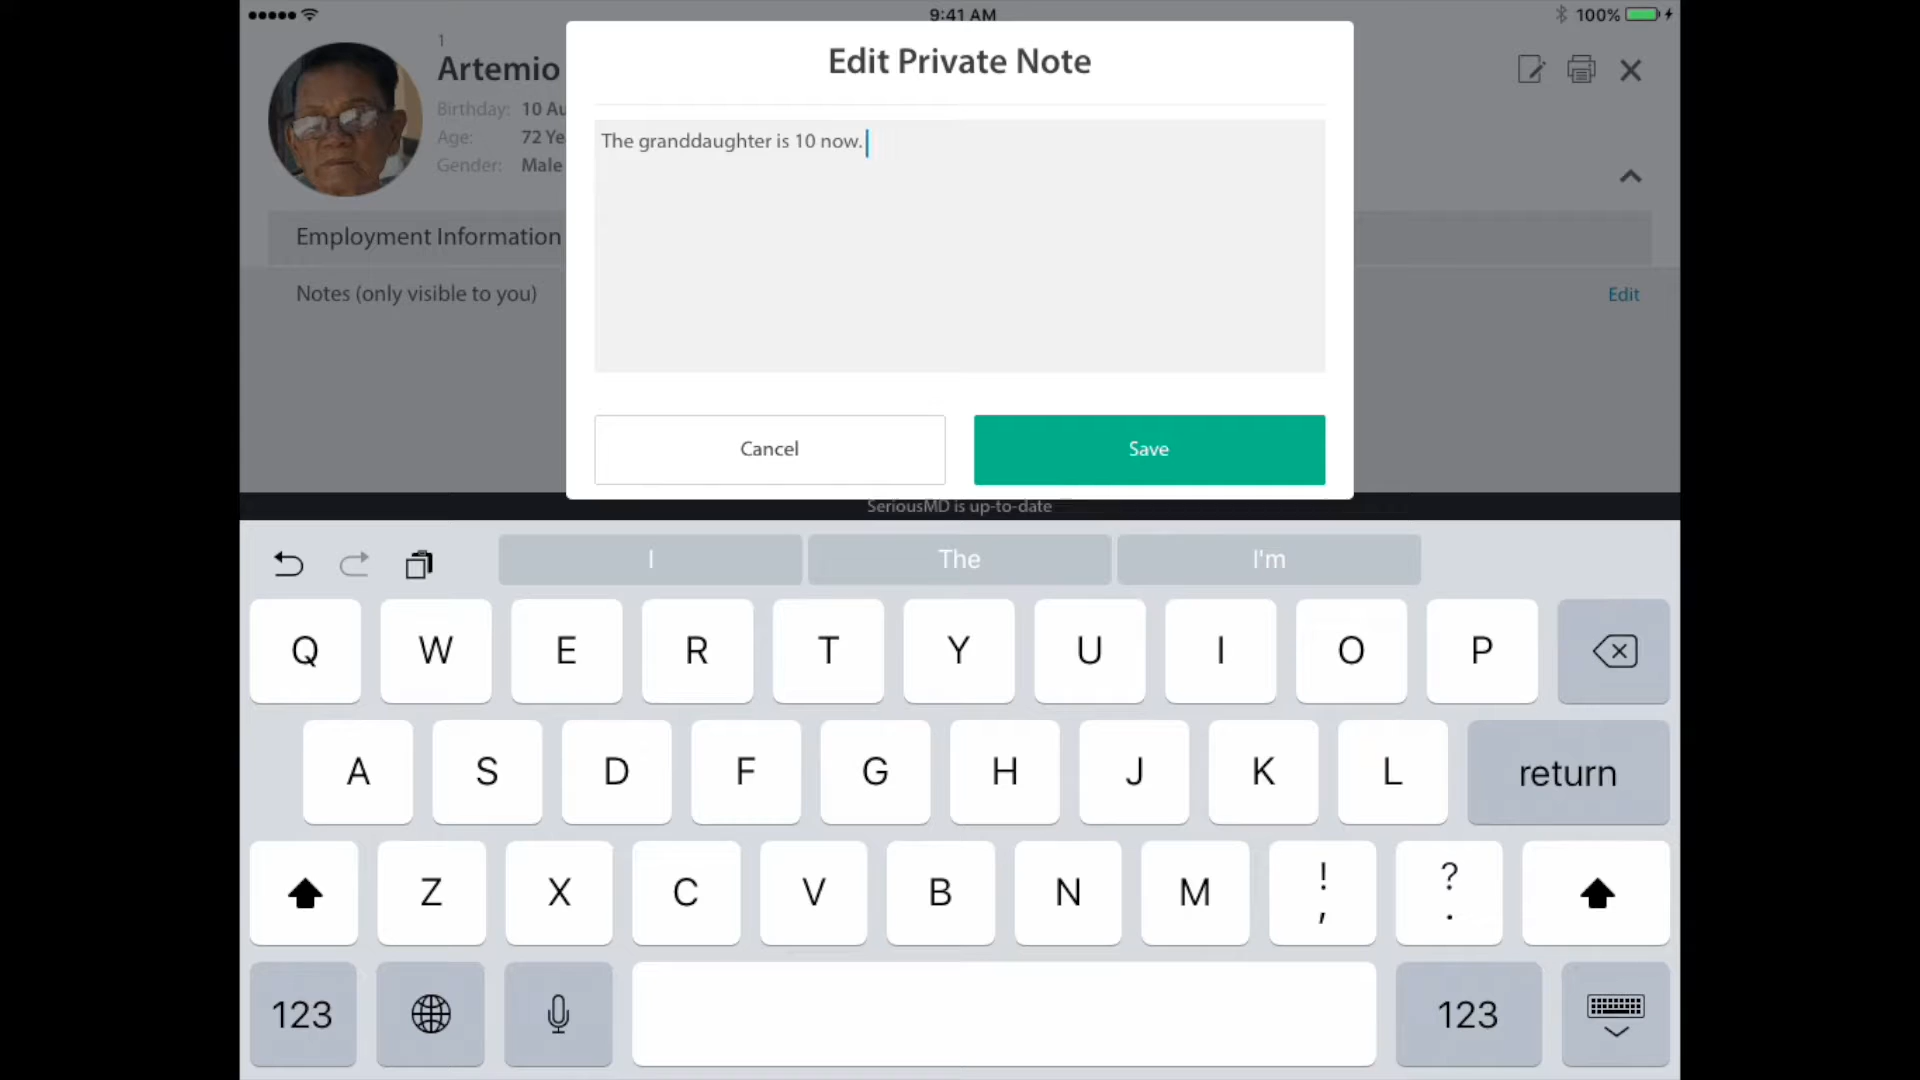 9:41 AM
100%
1
Artemio
Birthday: 10 Au
Age: 72 Ye
Gender: Male
Edit Private Note
The granddaughter is 10 now.
Employment Information
Notes (only visible to you)
Edit
Cancel
Save
SeriousMD is up-to-date
I
The
I'm
Q W E R T Y U I O P
A S D F G H J K L return
Z X C V B N M ! , ? .
123
123